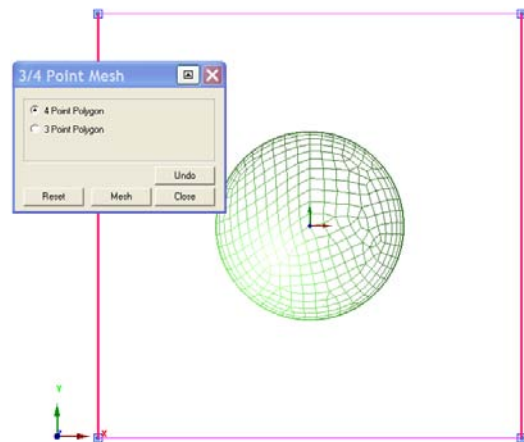 3/4 Point Mesh
4 Point Polygon
3 Point Polygon
Undo
Reset Mesh Close
Y
X